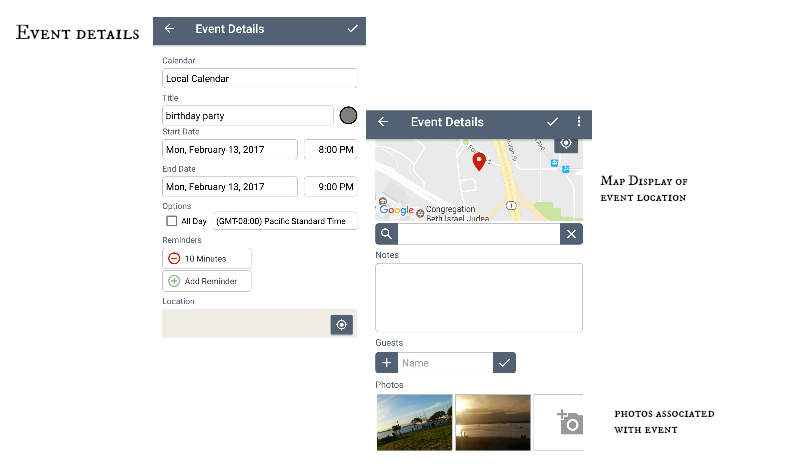 Event details
Event Details
Calendar
Local Calendar
Title
birthday party
Start Date
Mon, February 13, 2017 8:00 PM
End Date
Mon, February 13, 2017 9:00 PM
Options
All Day (GMT-08:00) Pacific Standard Time
Reminders
10 Minutes
Add Reminder
Location
Event Details
Google
Congregation
Beth Israel Judea
1
Notes
Guests
Name
Photos
Map Display of
event location
photos associated
with event